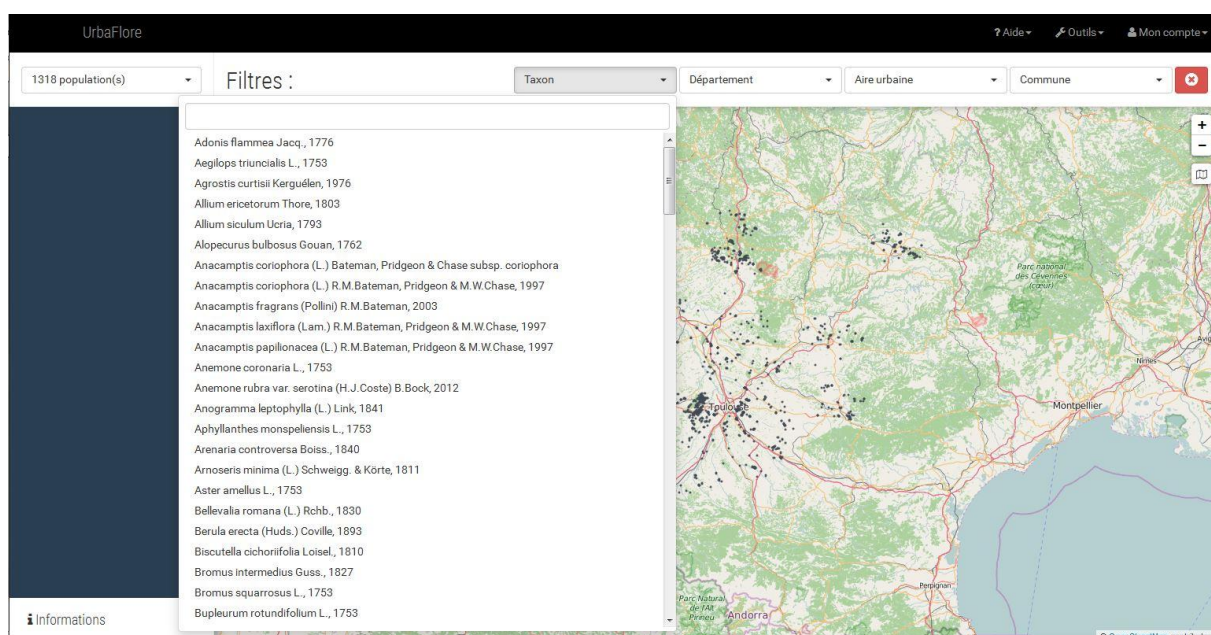 UrbaFlore
? Aide
Outils
Mon compte
1318 population(s)
Filtres :
Taxon
Département
Aire urbaine
Commune
Adonis flammea Jacq., 1776
Aegilops triuncialis L., 1753
Agrostis curtisii Kerguélen, 1976
Allium ericetorum Thore, 1803
Allium siculum Ucria, 1793
Alopecurus bulbosus Gouan, 1762
Anacamptis coriophora (L.) Bateman, Pridgeon & Chase subsp. coriophora
Anacamptis coriophora (L.) R.M.Bateman, Pridgeon & M.W.Chase, 1997
Anacamptis fragrans (Pollini) R.M.Bateman, 2003
Anacamptis laxiflora (Lam.) R.M.Bateman, Pridgeon & M.W.Chase, 1997
Anacamptis papilionacea (L.) R.M.Bateman, Pridgeon & M.W.Chase, 1997
Anemone coronaria L., 1753
Anemone rubra var. serotina (H.J.Coste) B.Bock, 2012
Anogramma leptophylla (L.) Link, 1841
Aphyllanthes monspeliensis L., 1753
Arenaria controversa Boiss., 1840
Arnoseris minima (L.) Schweigg. & Körte, 1811
Aster amellus L., 1753
Bellevalia romana (L.) Rchb., 1830
Berula erecta (Huds.) Coville, 1893
Biscutella cichoriifolia Loisel., 1810
Bromus intermedius Guss., 1827
Bromus squarrosus L., 1753
Bupleurum rotundifolium L., 1753
+
−
Parc national
des Cévennes
(cœur)
Nîmes
Toulouse
Montpellier
Perpignan
Parc Natural
de l'Alt
Pirineu
Andorra
i Informations